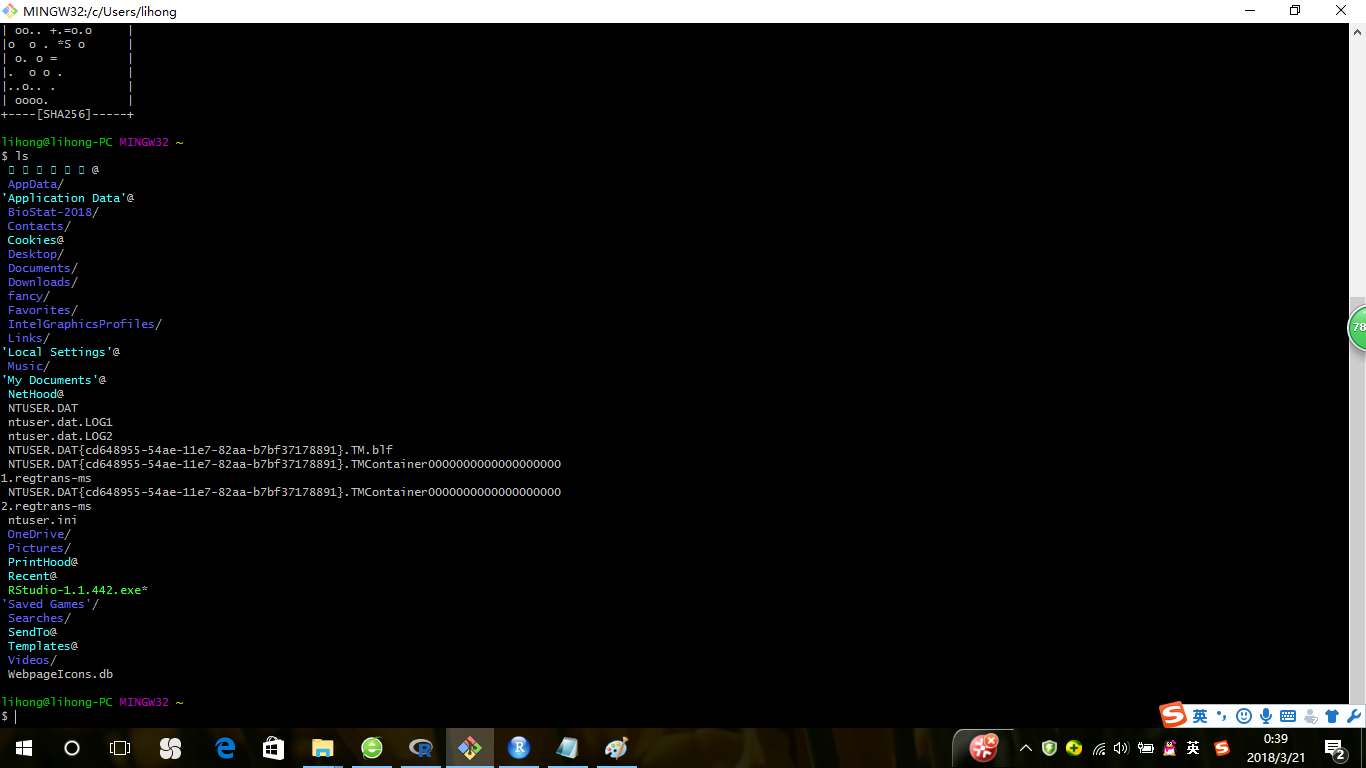 MINGW32:/c/Users/lihong
| oo.. +.=o.o     |
|o  o . *S o      |
| o. o =          |
|.  o o .         |
|..o.. .          |
| oooo.           |
+----[SHA256]-----+
lihong@lihong-PC MINGW32 ~
$ ls
@
AppData/
'Application Data'@
BioStat-2018/
Contacts/
Cookies@
Desktop/
Documents/
Downloads/
fancy/
Favorites/
IntelGraphicsProfiles/
Links/
'Local Settings'@
Music/
'My Documents'@
NetHood@
NTUSER.DAT
ntuser.dat.LOG1
ntuser.dat.LOG2
NTUSER.DAT{cd648955-54ae-11e7-82aa-b7bf37178891}.TM.blf
NTUSER.DAT{cd648955-54ae-11e7-82aa-b7bf37178891}.TMContainer0000000000000000000
1.regtrans-ms
NTUSER.DAT{cd648955-54ae-11e7-82aa-b7bf37178891}.TMContainer0000000000000000000
2.regtrans-ms
ntuser.ini
OneDrive/
Pictures/
PrintHood@
Recent@
RStudio-1.1.442.exe*
'Saved Games'/
Searches/
SendTo@
Templates@
Videos/
WebpageIcons.db
lihong@lihong-PC MINGW32 ~
$
78
英
英
0:39
2018/3/21
2